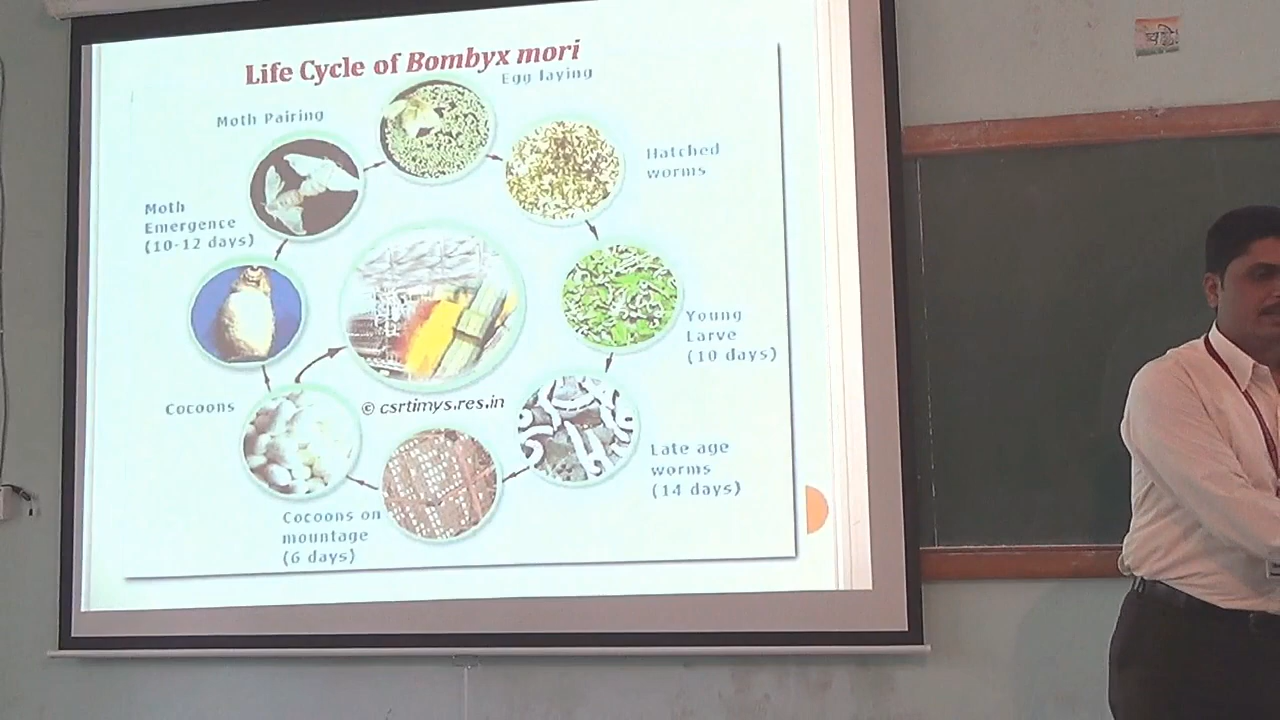 Life Cycle of Bombyx mori
Egg laying
Moth Pairing
Hatched
worms
Moth
Emergence
(10-12 days)
Young
Larve
(10 days)
Cocoons
© csrtimys.res.in
Late age
worms
(14 days)
Cocoons on
mountage
(6 days)